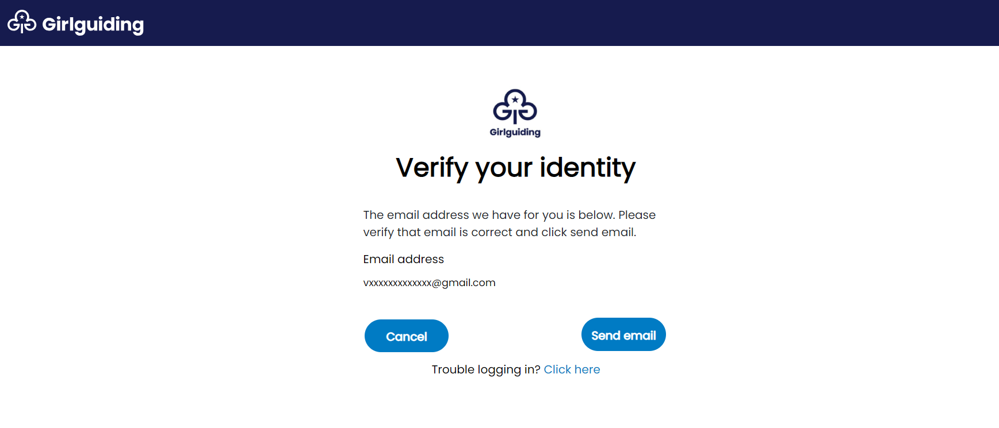 Girlguiding
Girlguiding
Verify your identity
The email address we have for you is below. Please
verify that email is correct and click send email.
Email address
vxxxxxxxxxxxxxx@gmail.com
Cancel
Send email
Trouble logging in? Click here